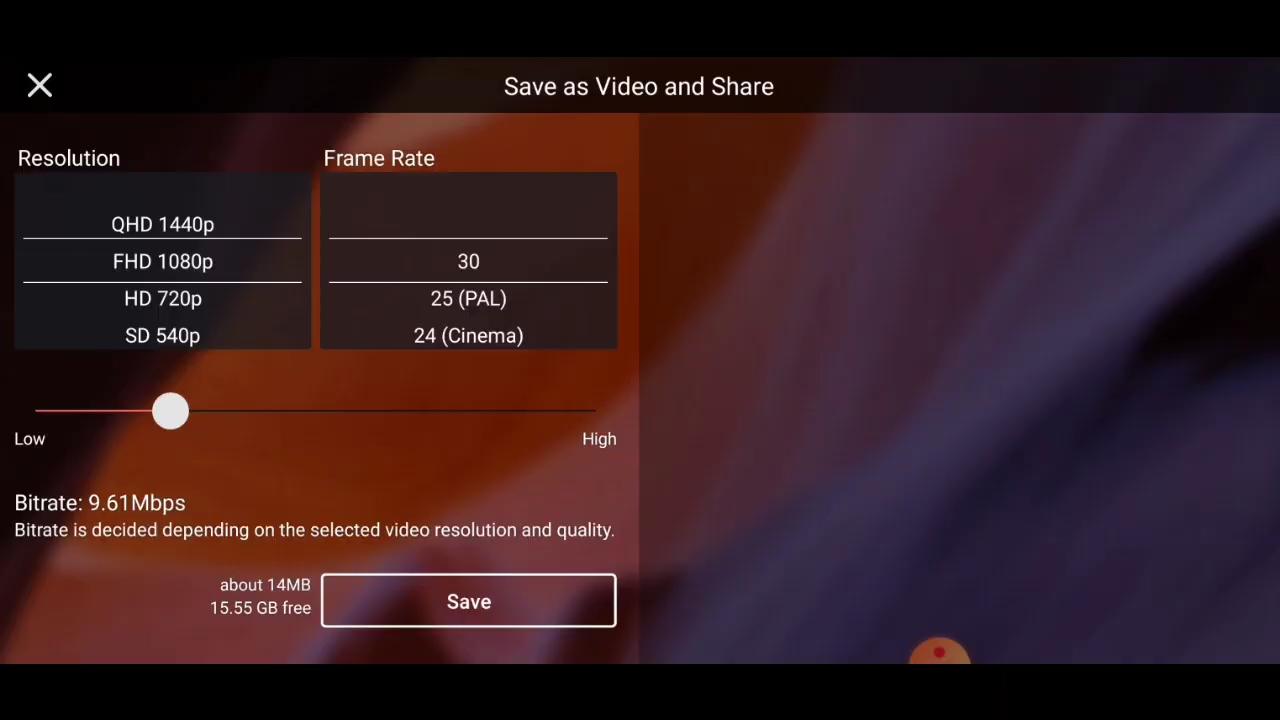 Save as Video and Share
Resolution
Frame Rate
QHD 1440p
FHD 1080p
HD 720p
SD 540p
30
25 (PAL)
24 (Cinema)
Low
High
Bitrate: 9.61Mbps
Bitrate is decided depending on the selected video resolution and quality.
about 14MB
15.55 GB free
Save